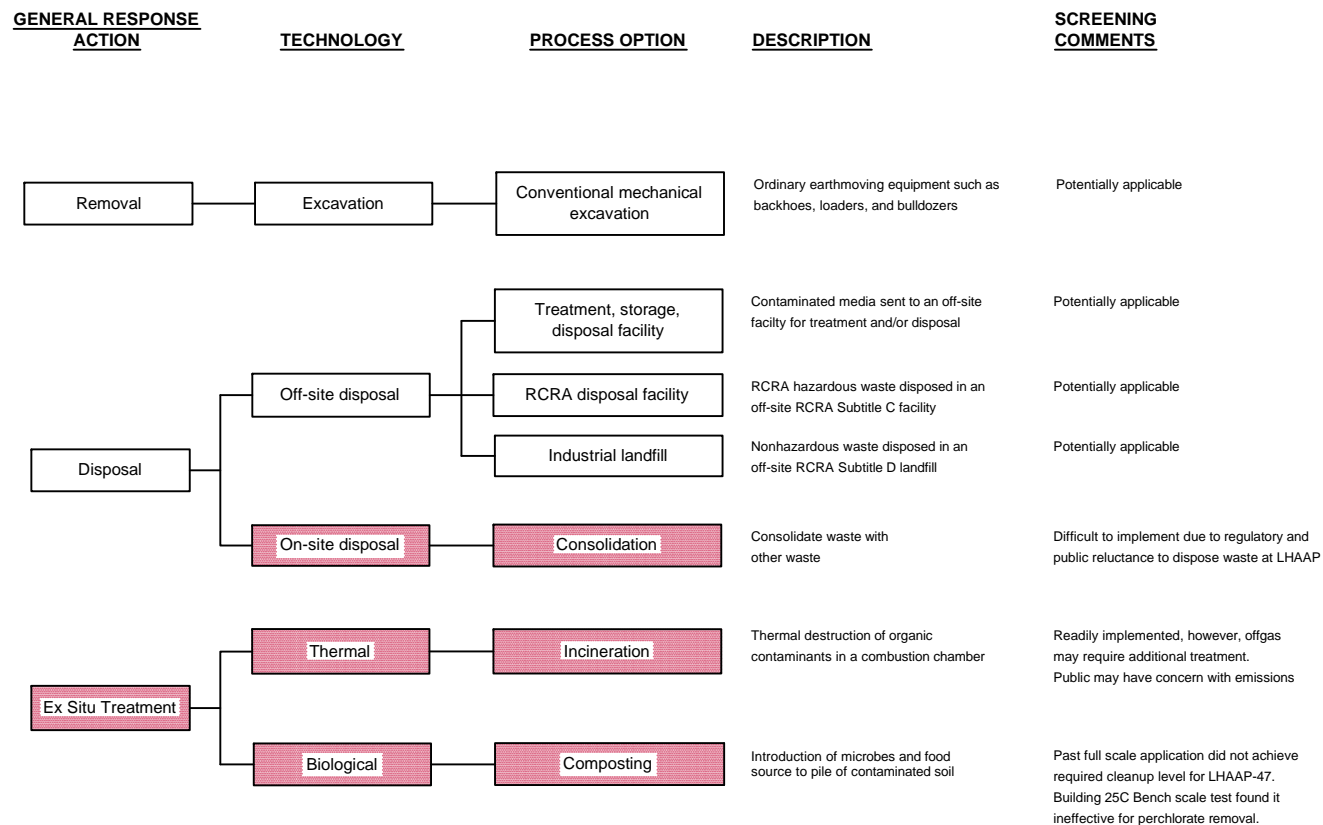 GENERAL RESPONSE
ACTION
TECHNOLOGY
PROCESS OPTION
DESCRIPTION
SCREENING
COMMENTS
Removal
Excavation
Conventional mechanical
excavation
Ordinary earthmoving equipment such as
backhoes, loaders, and bulldozers
Potentially applicable
Disposal
Off-site disposal
Treatment, storage,
disposal facility
Contaminated media sent to an off-site
facilty for treatment and/or disposal
Potentially applicable
RCRA disposal facility
RCRA hazardous waste disposed in an
off-site RCRA Subtitle C facility
Potentially applicable
Industrial landfill
Nonhazardous waste disposed in an
off-site RCRA Subtitle D landfill
Potentially applicable
On-site disposal
Consolidation
Consolidate waste with
other waste
Difficult to implement due to regulatory and
public reluctance to dispose waste at LHAAP
Ex Situ Treatment
Thermal
Incineration
Thermal destruction of organic
contaminants in a combustion chamber
Readily implemented, however, offgas
may require additional treatment.
Public may have concern with emissions
Biological
Composting
Introduction of microbes and food
source to pile of contaminated soil
Past full scale application did not achieve
required cleanup level for LHAAP-47.
Building 25C Bench scale test found it
ineffective for perchlorate removal.